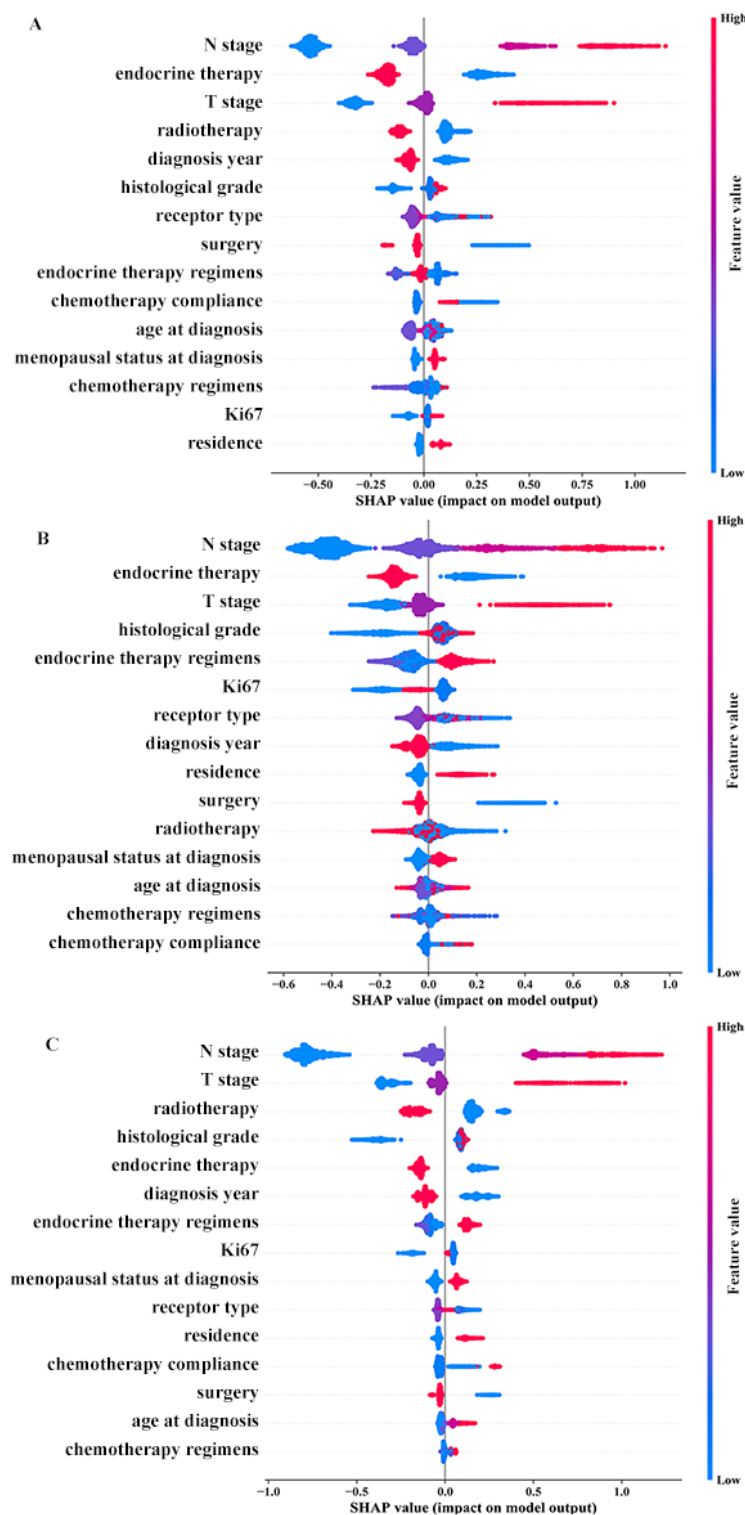 A
High
N stage
endocrine therapy
T stage
radiotherapy
diagnosis year
histological grade
receptor type
surgery
endocrine therapy regimens
chemotherapy compliance
age at diagnosis
menopausal status at diagnosis
chemotherapy regimens
Ki67
residence
Feature value
Low
−0.50 −0.25 0.00 0.25 0.50 0.75 1.00
SHAP value (impact on model output)
B
High
N stage
endocrine therapy
T stage
histological grade
endocrine therapy regimens
Ki67
receptor type
diagnosis year
residence
surgery
radiotherapy
menopausal status at diagnosis
age at diagnosis
chemotherapy regimens
chemotherapy compliance
Feature value
Low
−0.6 −0.4 −0.2 0.0 0.2 0.4 0.6 0.8 1.0
SHAP value (impact on model output)
C
High
N stage
T stage
radiotherapy
histological grade
endocrine therapy
diagnosis year
endocrine therapy regimens
Ki67
menopausal status at diagnosis
receptor type
residence
chemotherapy compliance
surgery
age at diagnosis
chemotherapy regimens
Feature value
Low
−1.0 −0.5 0.0 0.5 1.0
SHAP value (impact on model output)